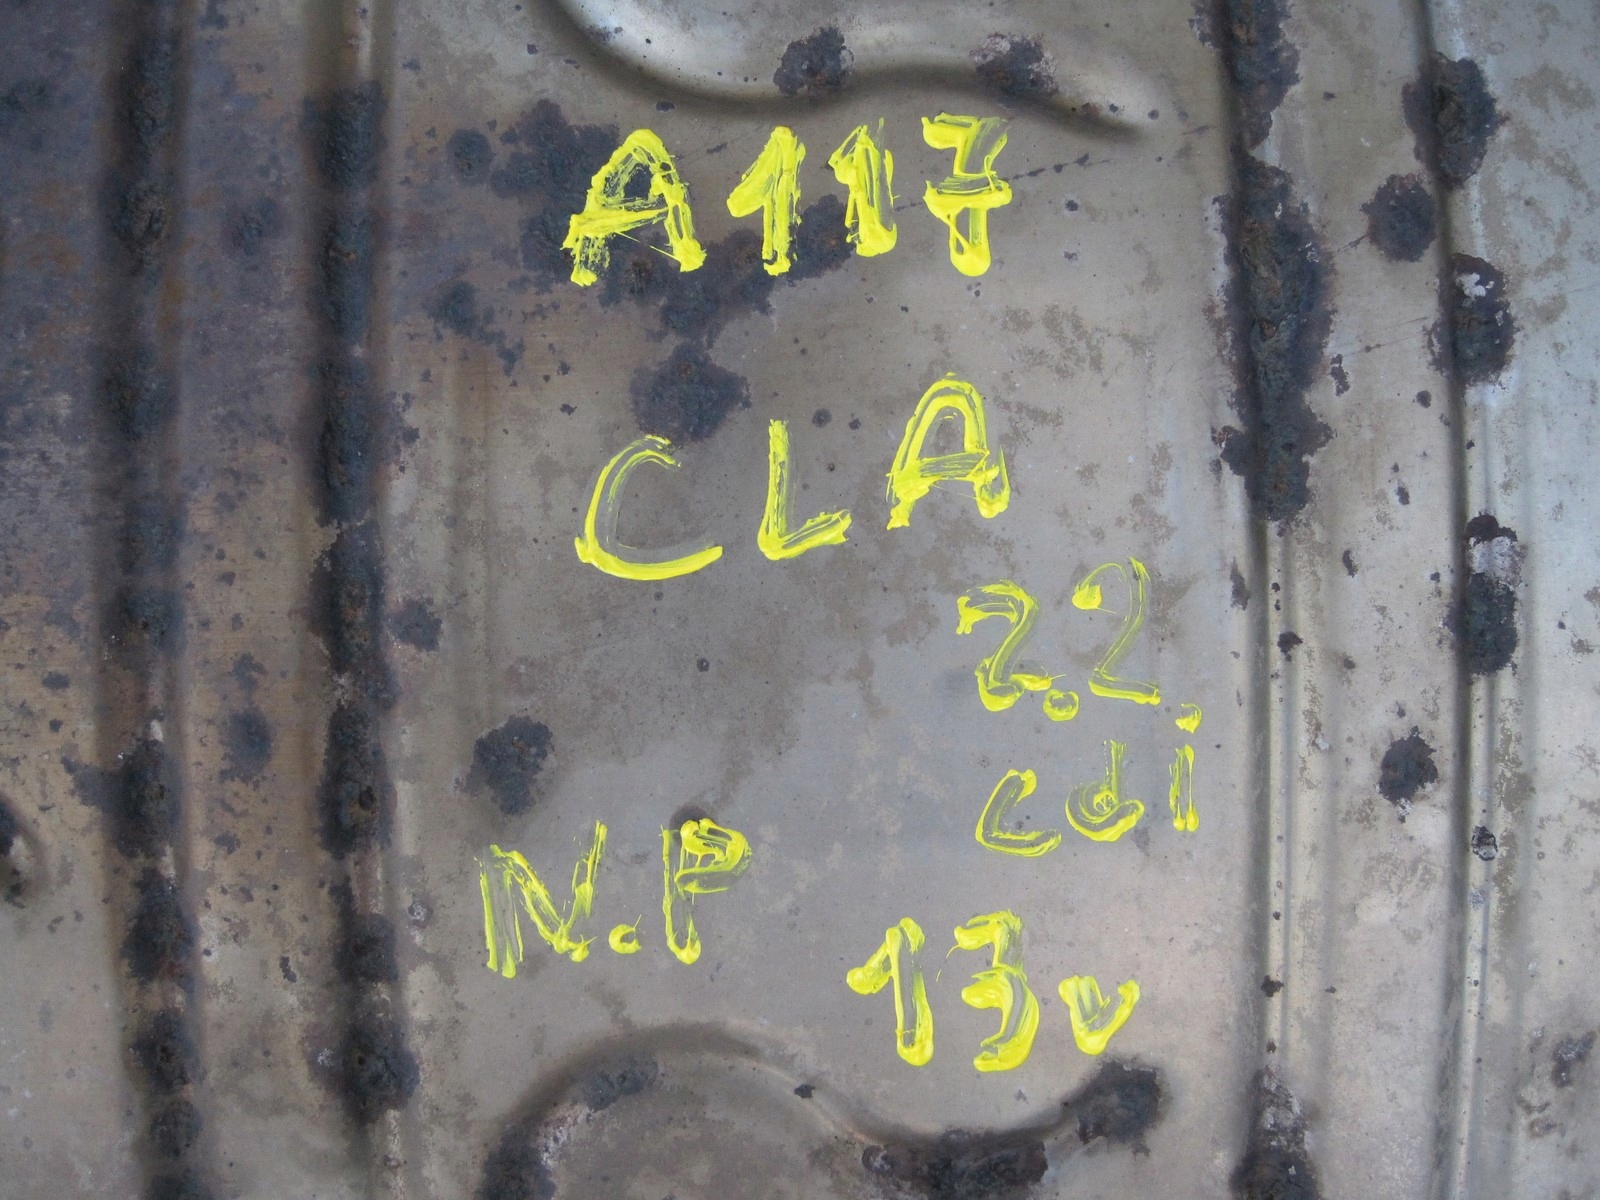 A117
CLA
2.2.
cdi
N.P
13v